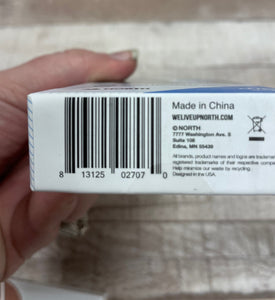 Made in China
WELIVEUPNORTH.COM
© NORTH
7777 Washington Ave. S
Suite 108
Edina, MN 55439
All brands, product names and logos are trademar
registered trademarks of their respective compan
Help minimize our waste by recycling.
Designed in the USA.
8 13125 02707 0